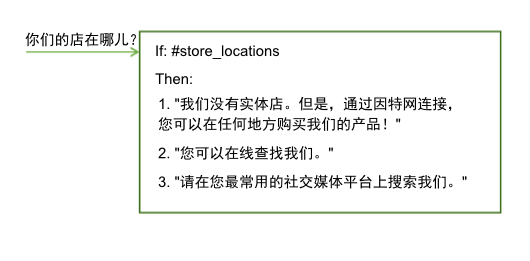 你们的店在哪儿?
If: #store_locations
Then:
1. "我们没有实体店。但是，通过因特网连接，
您可以在任何地方购买我们的产品！"
2. "您可以在线查找我们。"
3. "请在您最常用的社交媒体平台上搜索我们。"